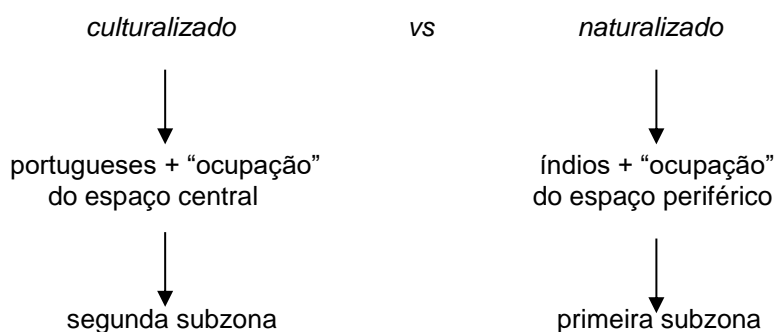 culturalizado vs naturalizado
portugueses + “ocupação” índios + “ocupação”
do espaço central do espaço periférico
segunda subzona primeira subzona